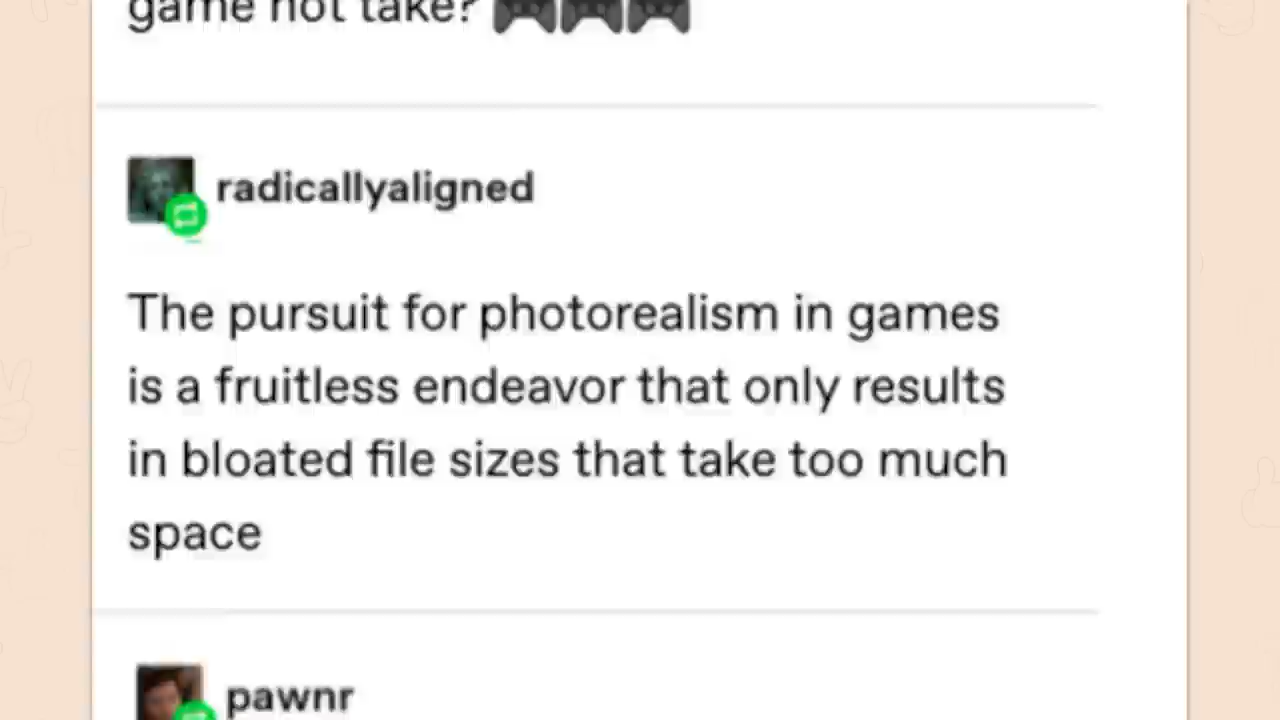 game not take? 🎮🎮🎮
radicallyaligned
The pursuit for photorealism in games
is a fruitless endeavor that only results
in bloated file sizes that take too much
space
pawnr